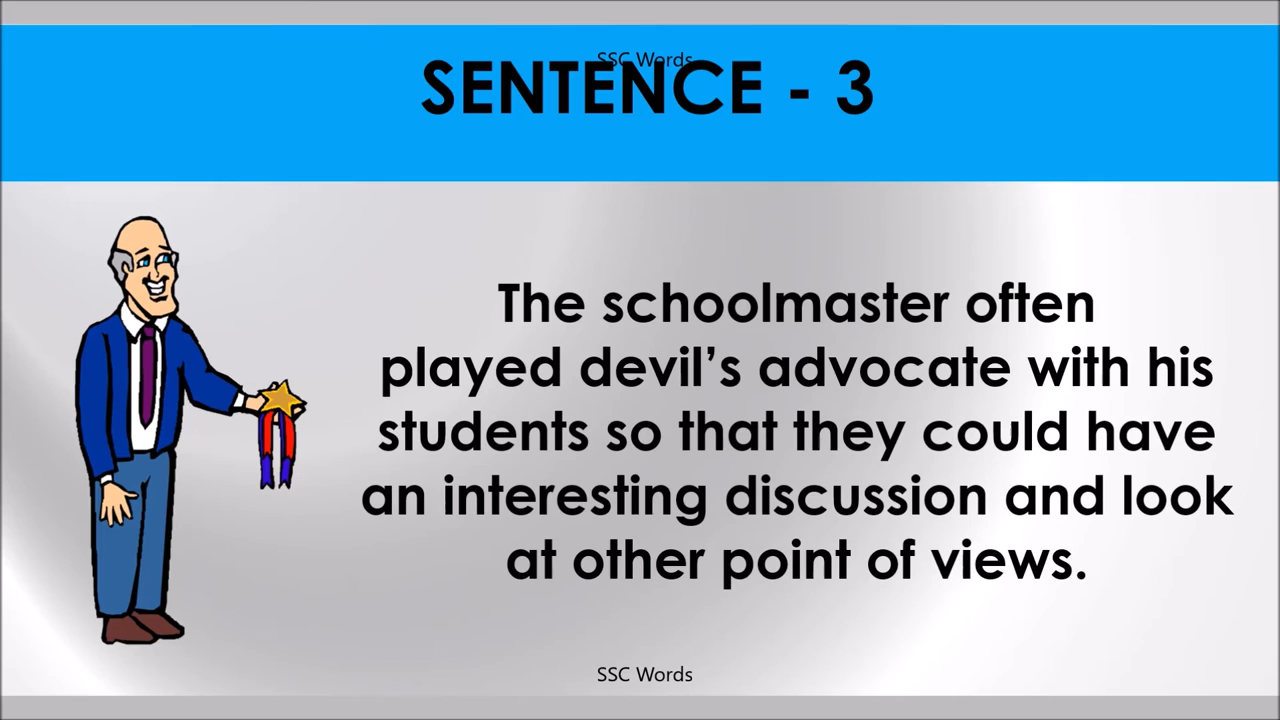 SSC Words
SENTENCE - 3
The schoolmaster often
played devil’s advocate with his
students so that they could have
an interesting discussion and look
at other point of views.
SSC Words